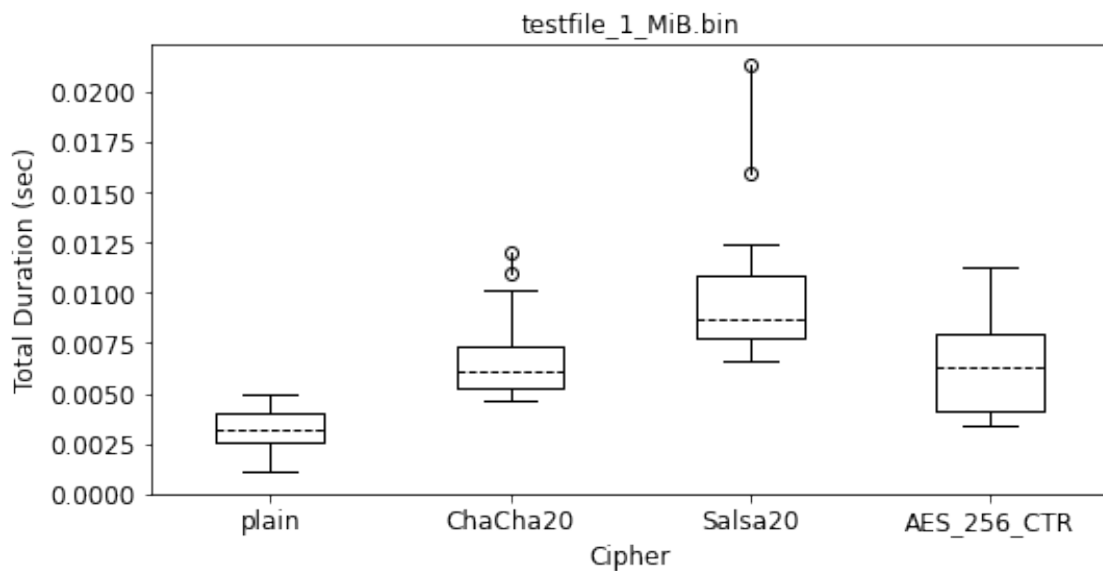 testfile_1_MiB.bin
Total Duration (sec)
0.0200
0.0175
0.0150
0.0125
0.0100
0.0075
0.0050
0.0025
0.0000
plain ChaCha20 Salsa20 AES_256_CTR
Cipher